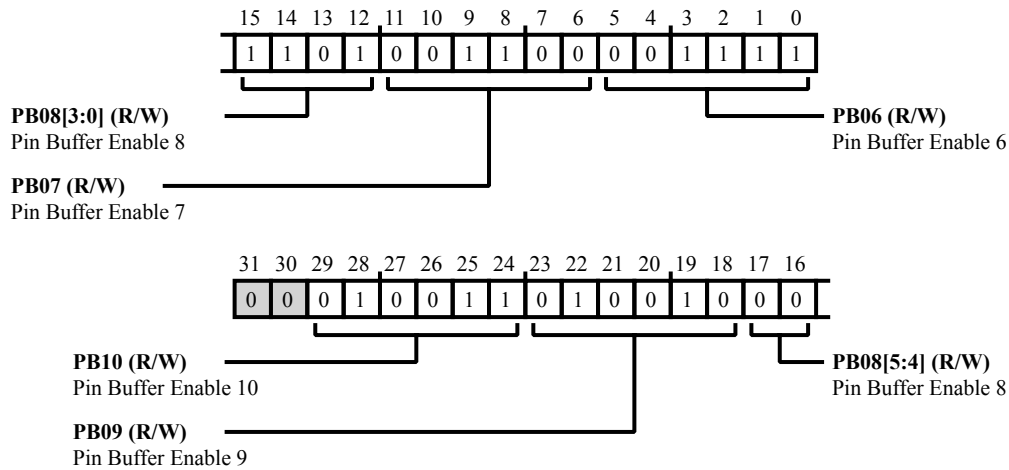 15 14 13 12 11 10 9 8 7 6 5 4 3 2 1 0
1 1 0 1 0 0 1 1 0 0 0 0 1 1 1 1
PB08[3:0] (R/W)
Pin Buffer Enable 8
PB06 (R/W)
Pin Buffer Enable 6
PB07 (R/W)
Pin Buffer Enable 7
31 30 29 28 27 26 25 24 23 22 21 20 19 18 17 16
0 0 0 1 0 0 1 1 0 1 0 0 1 0 0 0
PB10 (R/W)
Pin Buffer Enable 10
PB08[5:4] (R/W)
Pin Buffer Enable 8
PB09 (R/W)
Pin Buffer Enable 9